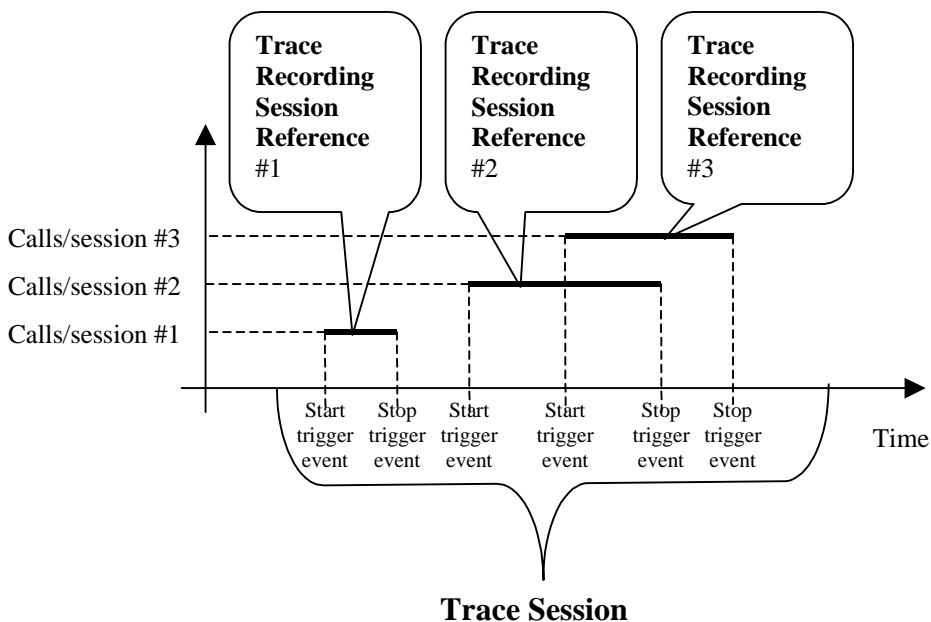 Trace
Recording
Session
Reference
#1
Trace
Recording
Session
Reference
#2
Trace
Recording
Session
Reference
#3
Calls/session #3
Calls/session #2
Calls/session #1
Start
trigger
event
Stop
trigger
event
Start
trigger
event
Start
trigger
event
Stop
trigger
event
Stop
trigger
event
Time
Trace Session